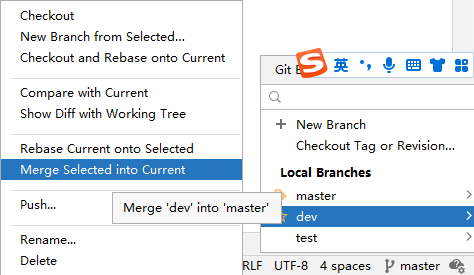 Checkout
New Branch from Selected...
Checkout and Rebase onto Current
Compare with Current
Show Diff with Working Tree
Rebase Current onto Selected
Merge Selected into Current
Push...
Rename...
Delete
Merge 'dev' into 'master'
Git B
S 英
New Branch
Checkout Tag or Revision...
Local Branches
master
dev
test
RLF UTF-8 4 spaces master